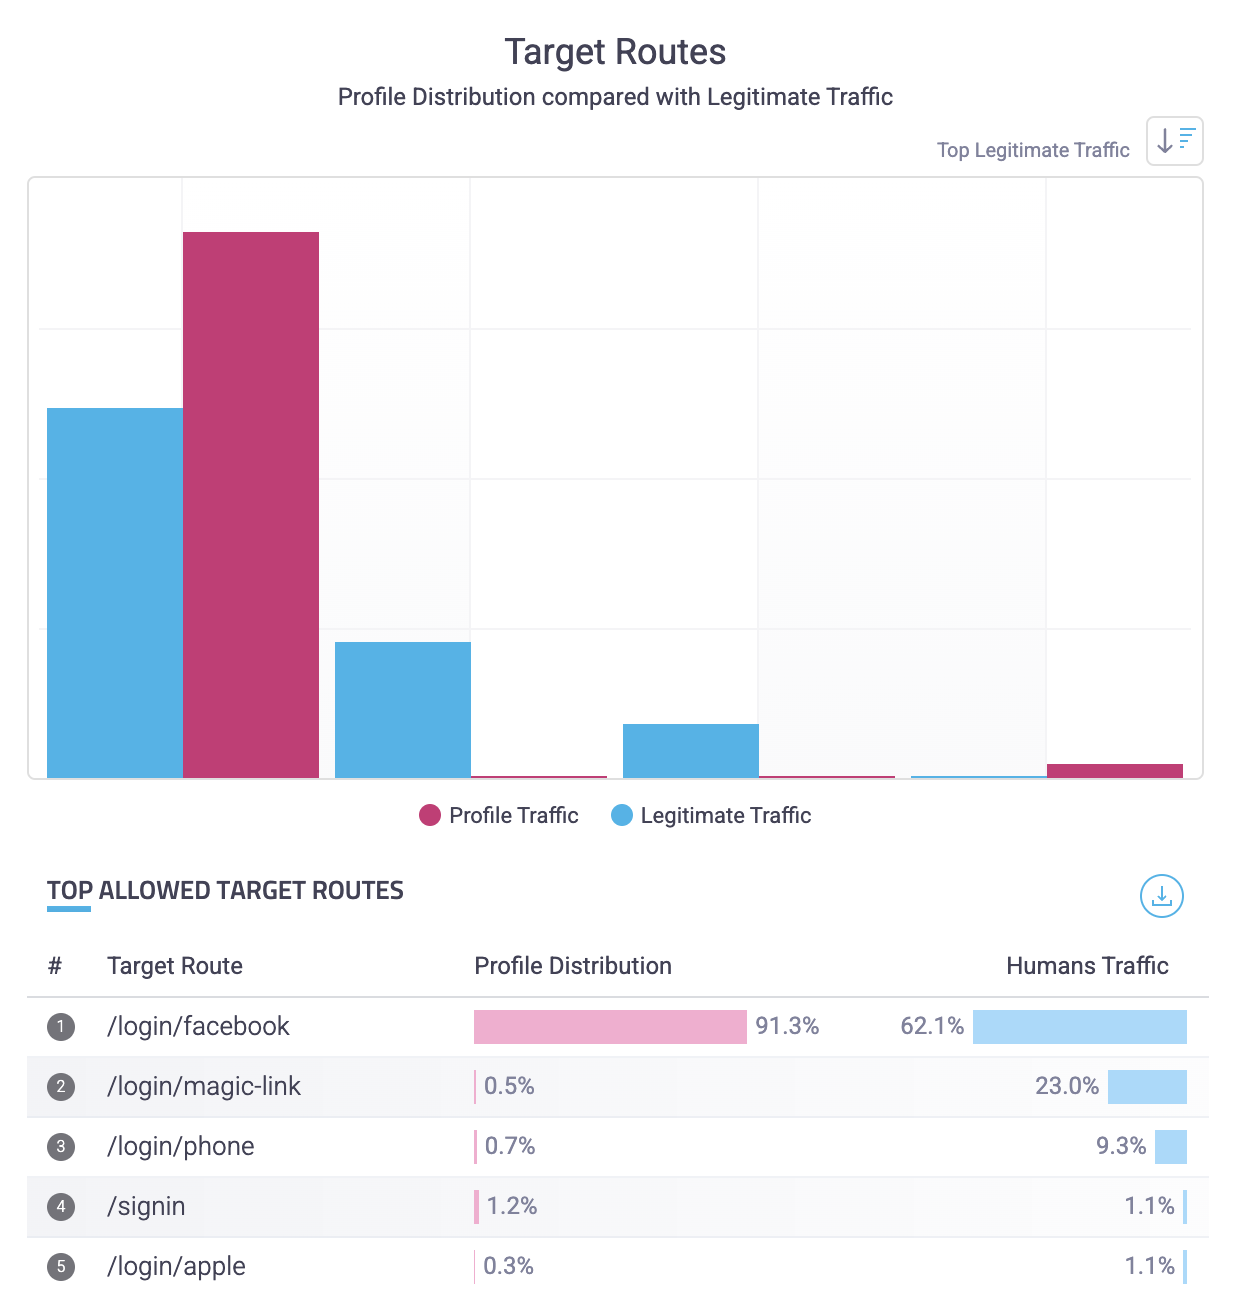 Target Routes
Profile Distribution compared with Legitimate Traffic
Top Legitimate Traffic
Profile Traffic Legitimate Traffic
TOP ALLOWED TARGET ROUTES
# Target Route Profile Distribution Humans Traffic
1 /login/facebook 91.3% 62.1%
2 /login/magic-link 0.5% 23.0%
3 /login/phone 0.7% 9.3%
4 /signin 1.2% 1.1%
5 /login/apple 0.3% 1.1%